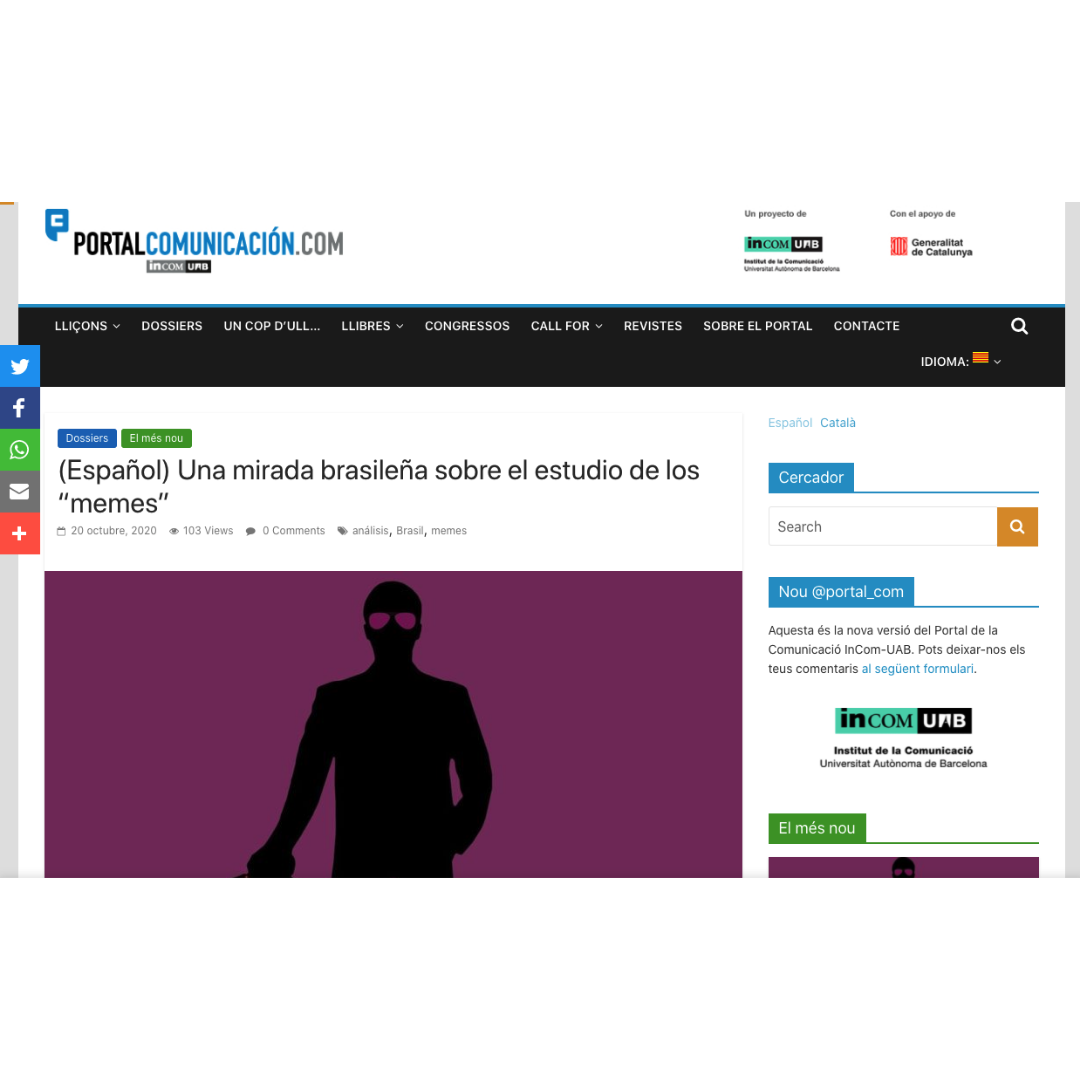 PORTALCOMUNICACIÓN.COM
inCOM UAB
Un proyecto de
inCOM UAB
Institut de la Comunicació
Universitat Autònoma de Barcelona
Con el apoyo de
Generalitat
de Catalunya
LLIÇONS DOSSIERS UN COP D'ULL... LLIBRES CONGRESSOS CALL FOR REVISTES SOBRE EL PORTAL CONTACTE
IDIOMA:
Dossiers El més nou
(Español) Una mirada brasileña sobre el estudio de los
“memes”
20 octubre, 2020 103 Views 0 Comments análisis, Brasil, memes
Español Català
Cercador
Search
Nou @portal_com
Aquesta és la nova versió del Portal de la
Comunicació InCom-UAB. Pots deixar-nos els
teus comentaris al següent formulari.
inCOM UAB
Institut de la Comunicació
Universitat Autònoma de Barcelona
El més nou